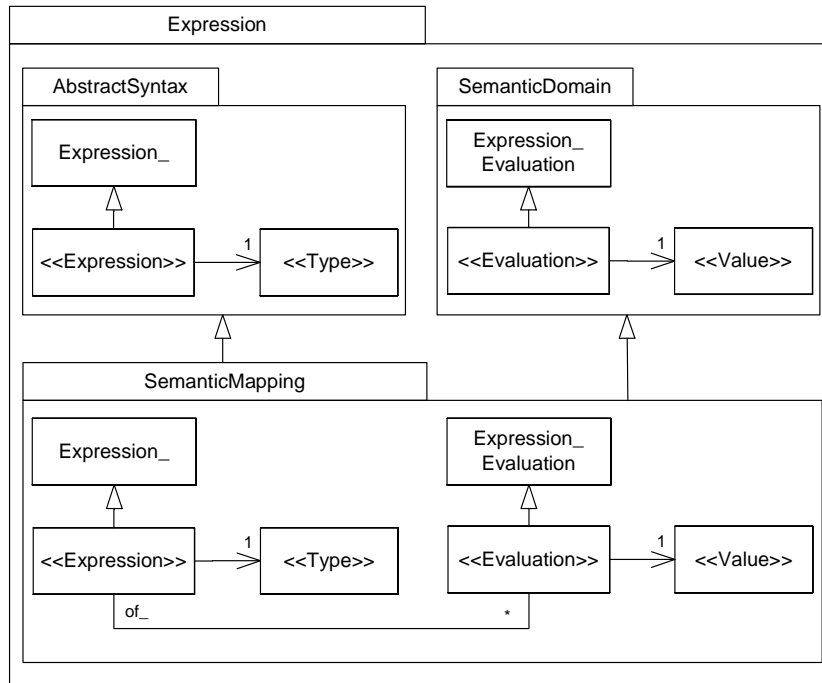 Expression
AbstractSyntax
SemanticDomain
Expression_
Expression_
Evaluation
<<Expression>>
1
<<Type>>
<<Evaluation>>
1
<<Value>>
SemanticMapping
Expression_
Expression_
Evaluation
<<Expression>>
1
<<Type>>
<<Evaluation>>
1
<<Value>>
of_
*